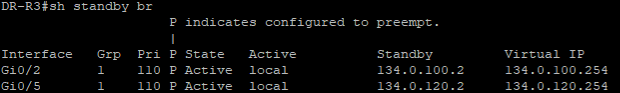 DR-R3#sh standby br
                     P indicates configured to preempt.
                     |
Interface   Grp  Pri P State   Active          Standby         Virtual IP
Gi0/2       1    110 P Active  local           134.0.100.2     134.0.100.254
Gi0/5       1    110 P Active  local           134.0.120.2     134.0.120.254